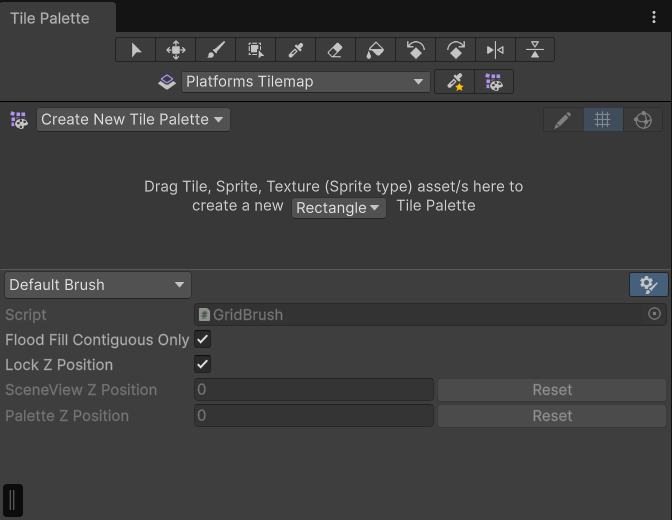 Tile Palette
Platforms Tilemap
Create New Tile Palette
Drag Tile, Sprite, Texture (Sprite type) asset/s here to
create a new Rectangle Tile Palette
Default Brush
Script GridBrush
Flood Fill Contiguous Only
Lock Z Position
SceneView Z Position 0 Reset
Palette Z Position 0 Reset